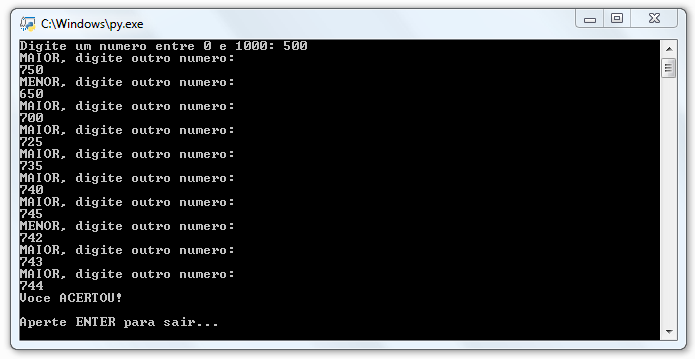 C:\Windows\py.exe
Digite um numero entre 0 e 1000: 500
MAIOR, digite outro numero:
750
MENOR, digite outro numero:
650
MAIOR, digite outro numero:
700
MAIOR, digite outro numero:
725
MAIOR, digite outro numero:
735
MAIOR, digite outro numero:
740
MAIOR, digite outro numero:
745
MENOR, digite outro numero:
742
MAIOR, digite outro numero:
743
MAIOR, digite outro numero:
744
Voce ACERTOU!
Aperte ENTER para sair...